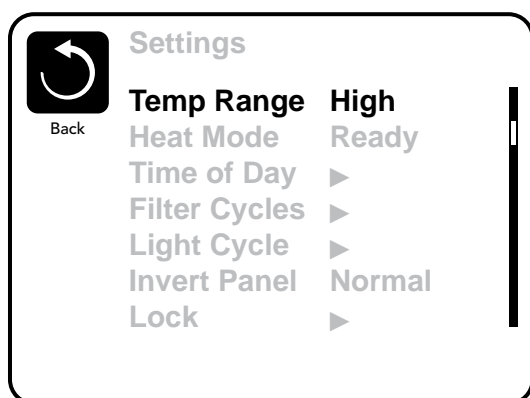 Settings
Back
Temp Range High
Heat Mode Ready
Time of Day ▶
Filter Cycles ▶
Light Cycle ▶
Invert Panel Normal
Lock ▶